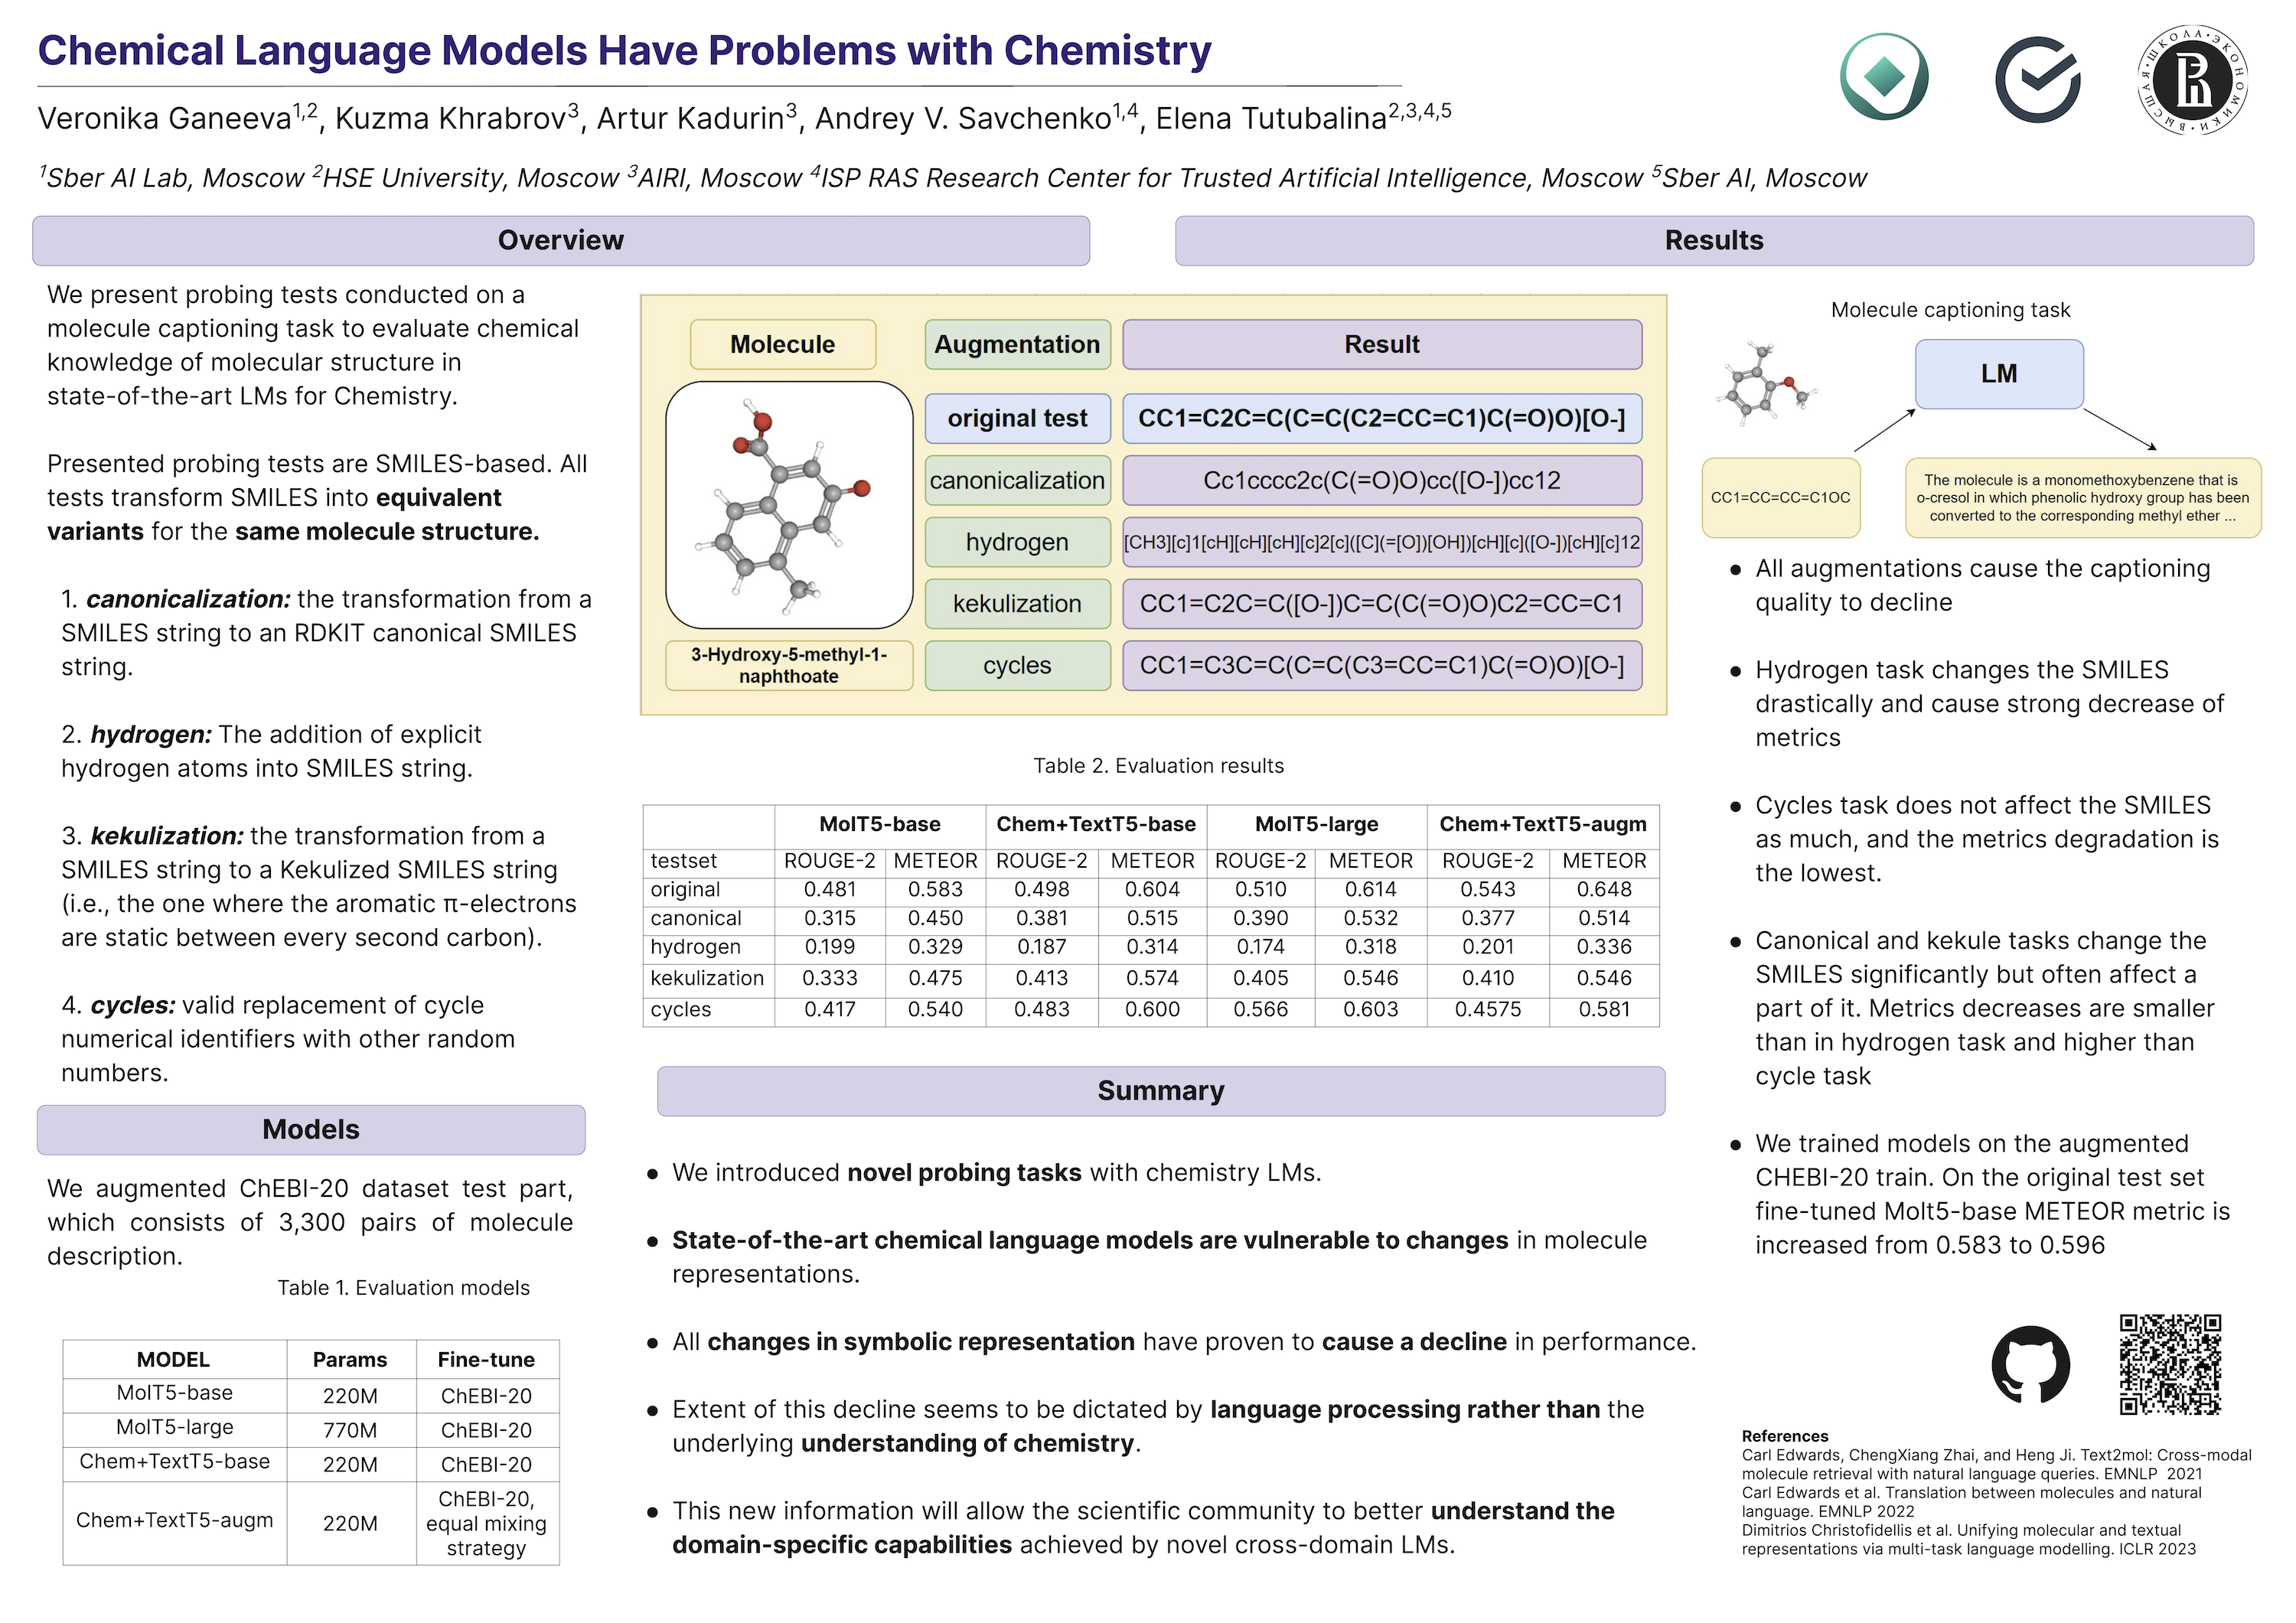 Chemical Language Models Have Problems with Chemistry
Veronika Ganeeva1,2, Kuzma Khrabrov3, Artur Kadurin3, Andrey V. Savchenko1,4, Elena Tutubalina2,3,4,5
1Sber AI Lab, Moscow 2HSE University, Moscow 3AIRI, Moscow 4ISP RAS Research Center for Trusted Artificial Intelligence, Moscow 5Sber AI, Moscow
ВЫСШАЯ • ШКОЛА • ЭКОНОМИКИ •
Overview
We present probing tests conducted on a
molecule captioning task to evaluate chemical
knowledge of molecular structure in
state-of-the-art LMs for Chemistry.
Presented probing tests are SMILES-based. All
tests transform SMILES into equivalent
variants for the same molecule structure.
1. canonicalization: the transformation from a
SMILES string to an RDKIT canonical SMILES
string.
2. hydrogen: The addition of explicit
hydrogen atoms into SMILES string.
3. kekulization: the transformation from a
SMILES string to a Kekulized SMILES string
(i.e., the one where the aromatic π-electrons
are static between every second carbon).
4. cycles: valid replacement of cycle
numerical identifiers with other random
numbers.
Models
We augmented ChEBI-20 dataset test part,
which consists of 3,300 pairs of molecule
description.
Table 1. Evaluation models
MODEL Params Fine-tune
MolT5-base 220M ChEBI-20
MolT5-large 770M ChEBI-20
Chem+TextT5-base 220M ChEBI-20
Chem+TextT5-augm 220M ChEBI-20,
equal mixing
strategy
Results
Molecule Augmentation Result
original test CC1=C2C=C(C=C(C2=CC=C1)C(=O)O)[O-]
canonicalization Cc1cccc2c(C(=O)O)cc([O-])cc12
hydrogen [CH3][c]1[cH][cH][cH][c]2[c]([C](=[O])[OH])[cH][c]([O-])[cH][c]12
kekulization CC1=C2C=C([O-])C=C(C(=O)O)C2=CC=C1
3-Hydroxy-5-methyl-1-
naphthoate
cycles CC1=C3C=C(C=C(C3=CC=C1)C(=O)O)[O-]
Table 2. Evaluation results
MolT5-base Chem+TextT5-base MolT5-large Chem+TextT5-augm
testset ROUGE-2 METEOR ROUGE-2 METEOR ROUGE-2 METEOR ROUGE-2 METEOR
original 0.481 0.583 0.498 0.604 0.510 0.614 0.543 0.648
canonical 0.315 0.450 0.381 0.515 0.390 0.532 0.377 0.514
hydrogen 0.199 0.329 0.187 0.314 0.174 0.318 0.201 0.336
kekulization 0.333 0.475 0.413 0.574 0.405 0.546 0.410 0.546
cycles 0.417 0.540 0.483 0.600 0.566 0.603 0.4575 0.581
Summary
● We introduced novel probing tasks with chemistry LMs.
● State-of-the-art chemical language models are vulnerable to changes in molecule
representations.
● All changes in symbolic representation have proven to cause a decline in performance.
● Extent of this decline seems to be dictated by language processing rather than the
underlying understanding of chemistry.
● This new information will allow the scientific community to better understand the
domain-specific capabilities achieved by novel cross-domain LMs.
Molecule captioning task
LM
CC1=CC=CC=C1OC
The molecule is a monomethoxybenzene that is
o-cresol in which phenolic hydroxy group has been
converted to the corresponding methyl ether ...
● All augmentations cause the captioning
quality to decline
● Hydrogen task changes the SMILES
drastically and cause strong decrease of
metrics
● Cycles task does not affect the SMILES
as much, and the metrics degradation is
the lowest.
● Canonical and kekule tasks change the
SMILES significantly but often affect a
part of it. Metrics decreases are smaller
than in hydrogen task and higher than
cycle task
● We trained models on the augmented
CHEBI-20 train. On the original test set
fine-tuned Molt5-base METEOR metric is
increased from 0.583 to 0.596
References
Carl Edwards, ChengXiang Zhai, and Heng Ji. Text2mol: Cross-modal
molecule retrieval with natural language queries. EMNLP 2021
Carl Edwards et al. Translation between molecules and natural
language. EMNLP 2022
Dimitrios Christofidellis et al. Unifying molecular and textual
representations via multi-task language modelling. ICLR 2023